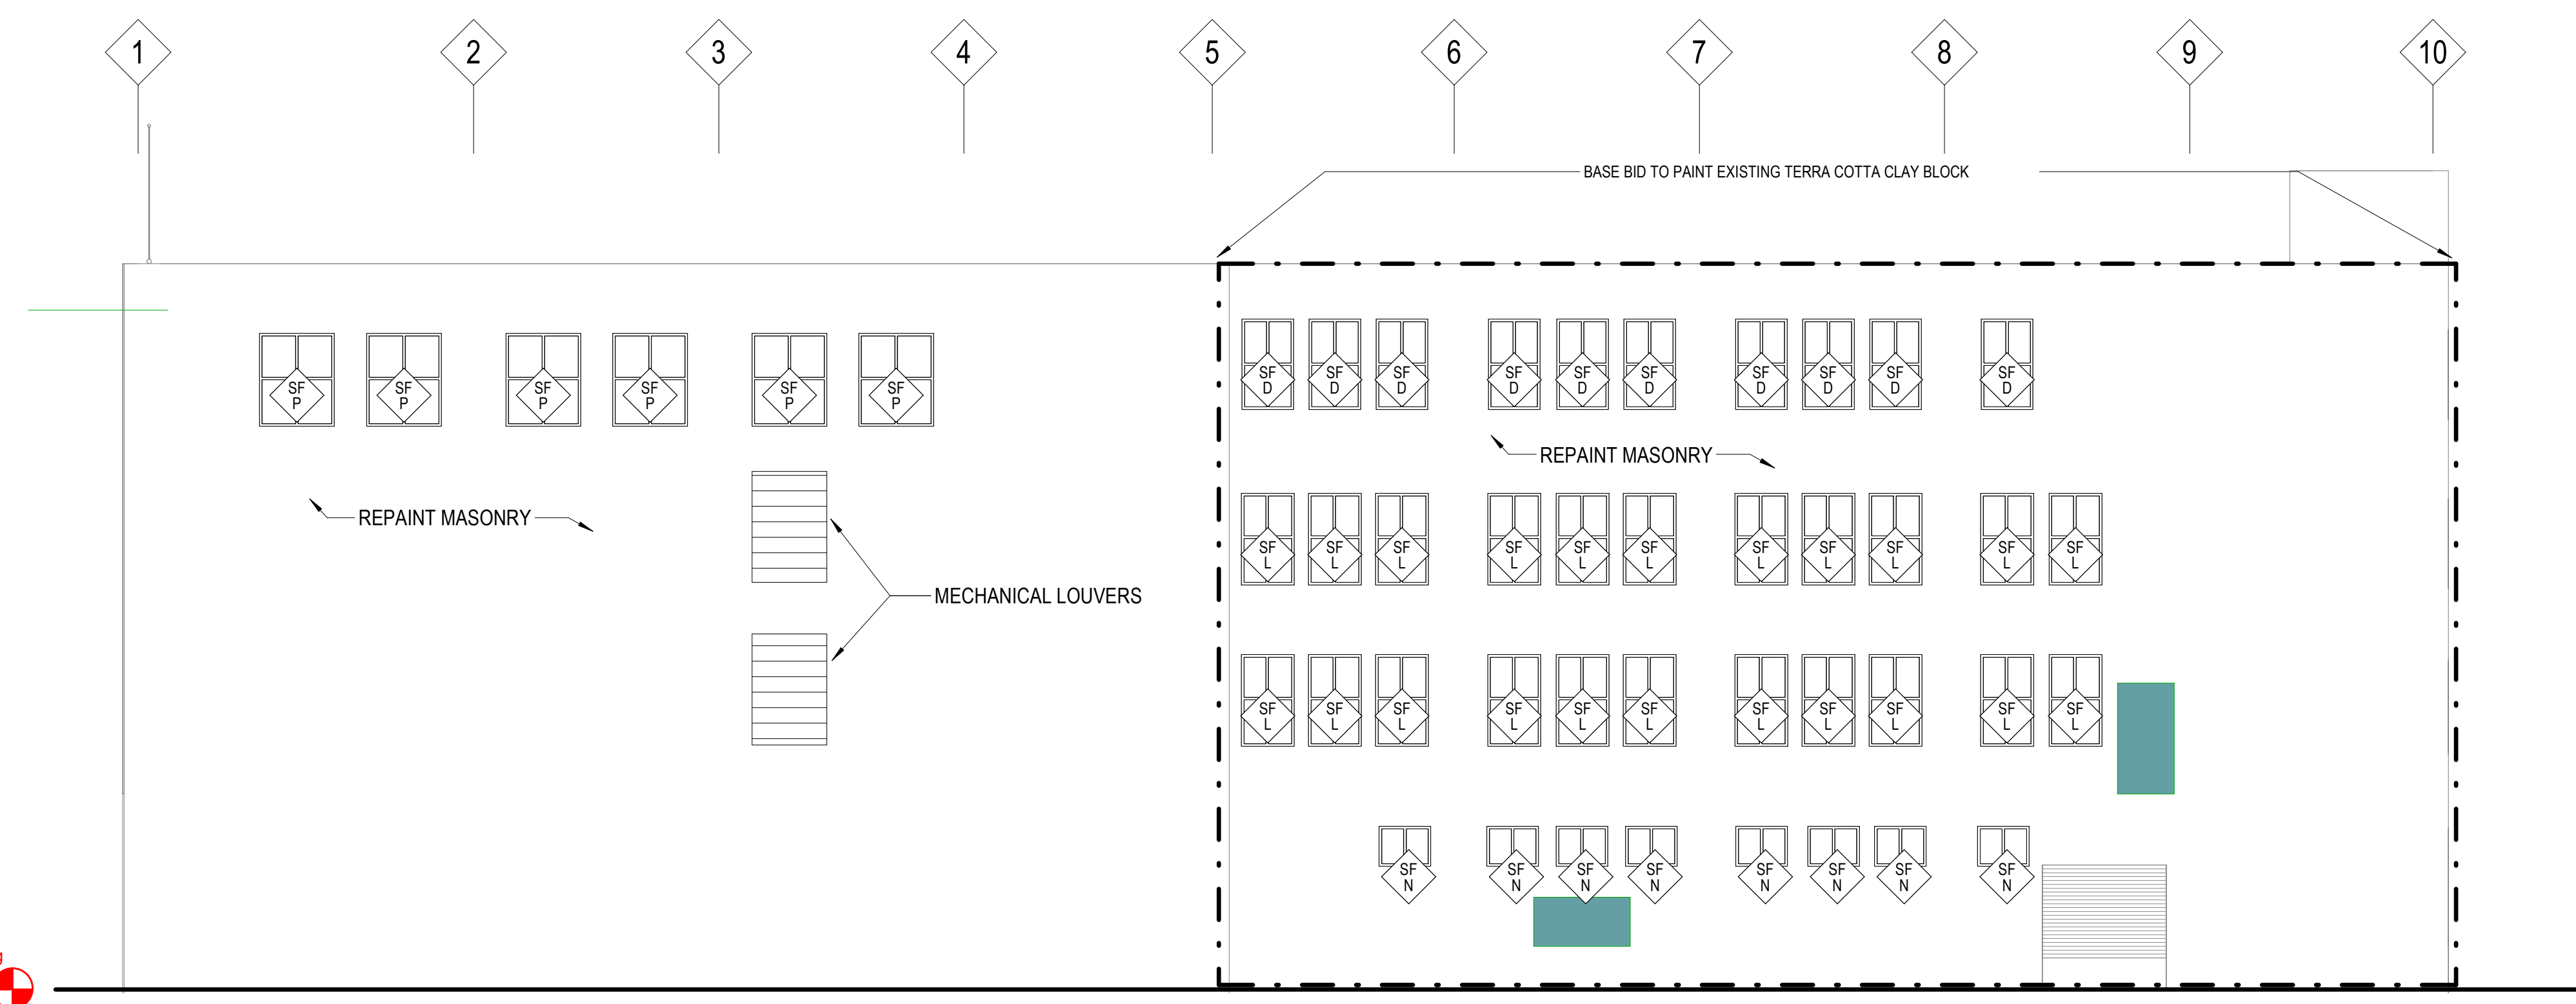 1 2 3 4 5 6 7 8 9 10
BASE BID TO PAINT EXISTING TERRA COTTA CLAY BLOCK
SF SF SF SF SF SF SF SF SF SF
D D D D D D D D D D
SF SF SF SF SF SF
P P P P P P
REPAINT MASONRY
REPAINT MASONRY
SF SF SF SF SF SF SF SF SF SF SF
L L L L L L L L L L L
MECHANICAL LOUVERS
SF SF SF SF SF SF SF SF SF SF SF
L L L L L L L L L L L
SF SF SF SF SF SF SF SF
N N N N N N N N